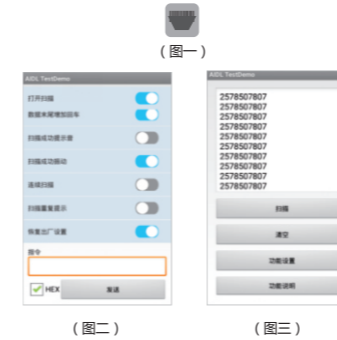 (图一)
AIDL TestDemo
打开扫描
数据末尾增加回车
扫描成功提示音
扫描成功振动
连续扫描
扫描重复提示
恢复出厂设置
指令
HEX
发送
(图二)
AIDL TestDemo
2578507807
2578507807
2578507807
2578507807
2578507807
2578507807
2578507807
2578507807
2578507807
扫描
清空
功能设置
功能说明
(图三)